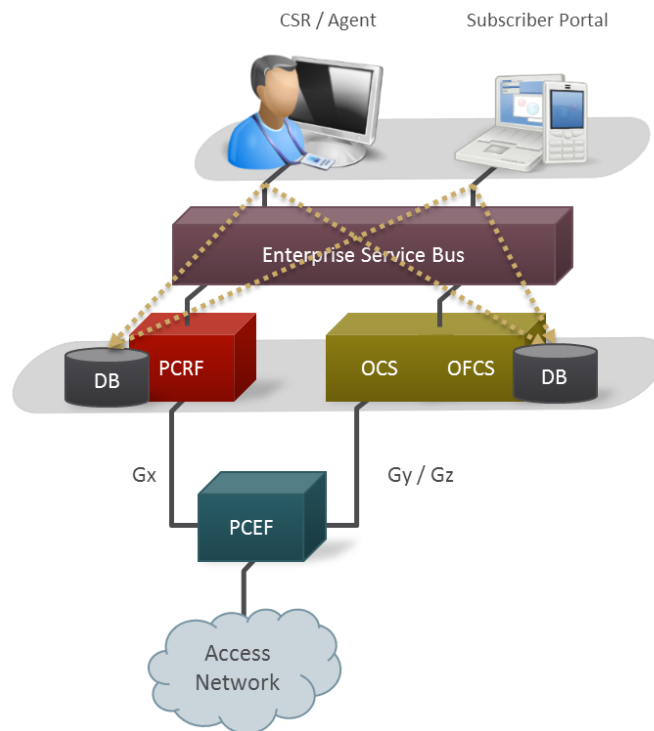 CSR / Agent
Subscriber Portal
Enterprise Service Bus
DB
PCRF
OCS
OFCS
DB
Gx
Gy / Gz
PCEF
Access
Network